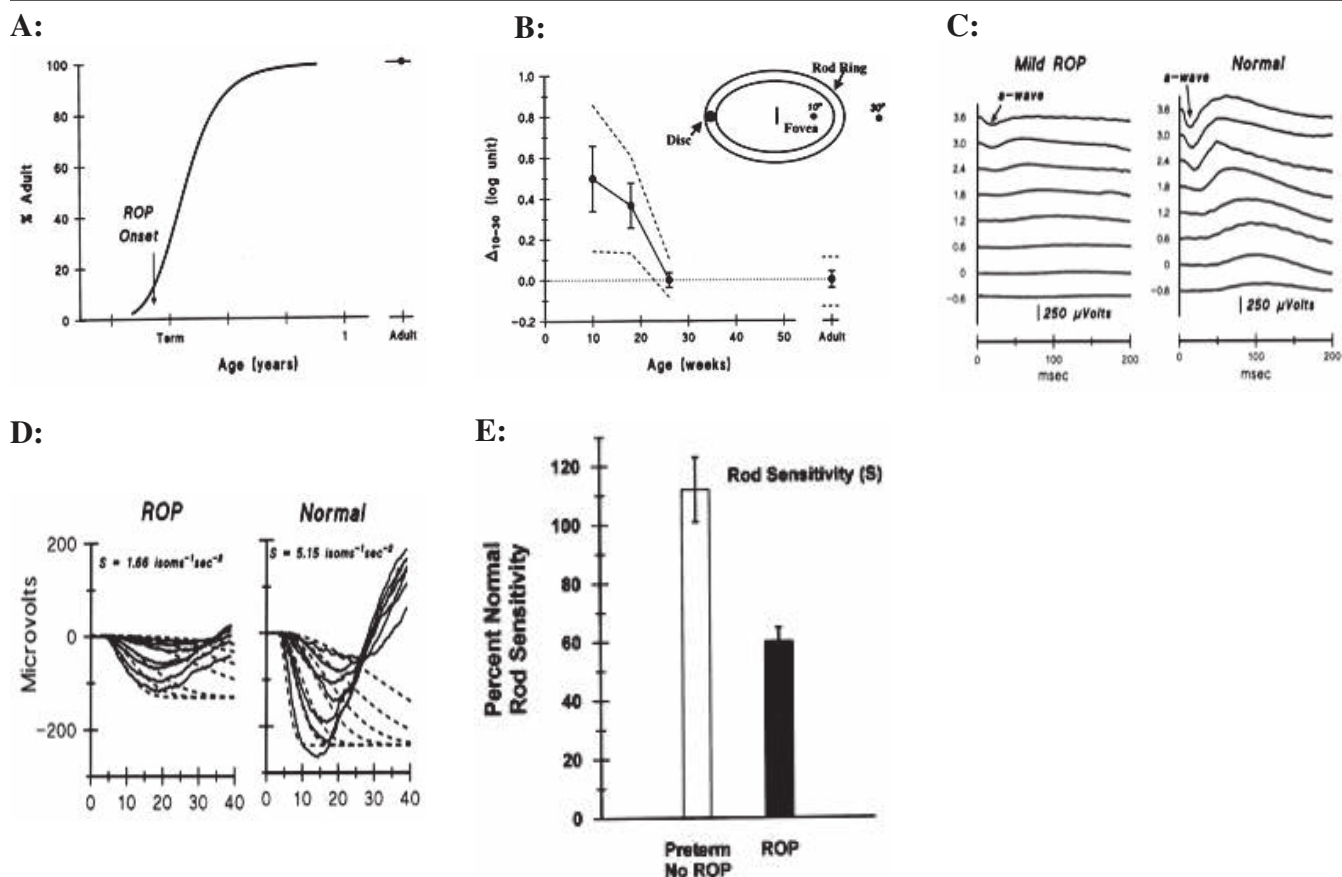 A:
100
80
60
40
20
0
% Adult
ROP
Onset
Term
1
Adult
Age (years)
B:
1.0
0.8
0.6
0.4
0.2
0.0
-0.2
Δ10-30 (log unit)
Rod Ring
10°
30°
Fovea
Disc
0 10 20 30 40 50 Adult
Age (weeks)
C:
Mild ROP
a-wave
3.6
3.0
2.4
1.8
1.2
0.6
0
-0.6
250 µVolts
0 100 200
msec
Normal
a-wave
3.6
3.0
2.4
1.8
1.2
0.6
0
-0.6
250 µVolts
0 100 200
msec
D:
ROP
S = 1.66 isoms-1sec-2
200
0
-200
Microvolts
0 10 20 30 40
Normal
S = 5.15 isoms-1sec-2
0 10 20 30 40
E:
Rod Sensitivity (S)
120
100
80
60
40
20
0
Percent Normal
Rod Sensitivity
Preterm
No ROP
ROP